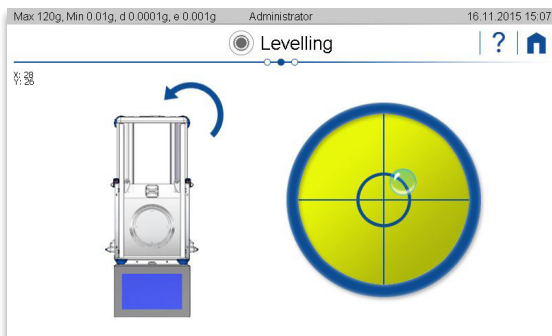 Max 120g, Min 0.01g, d 0.0001g, e 0.001g Administrator 16.11.2015 15:07
Levelling ?
X: 28
Y: 26